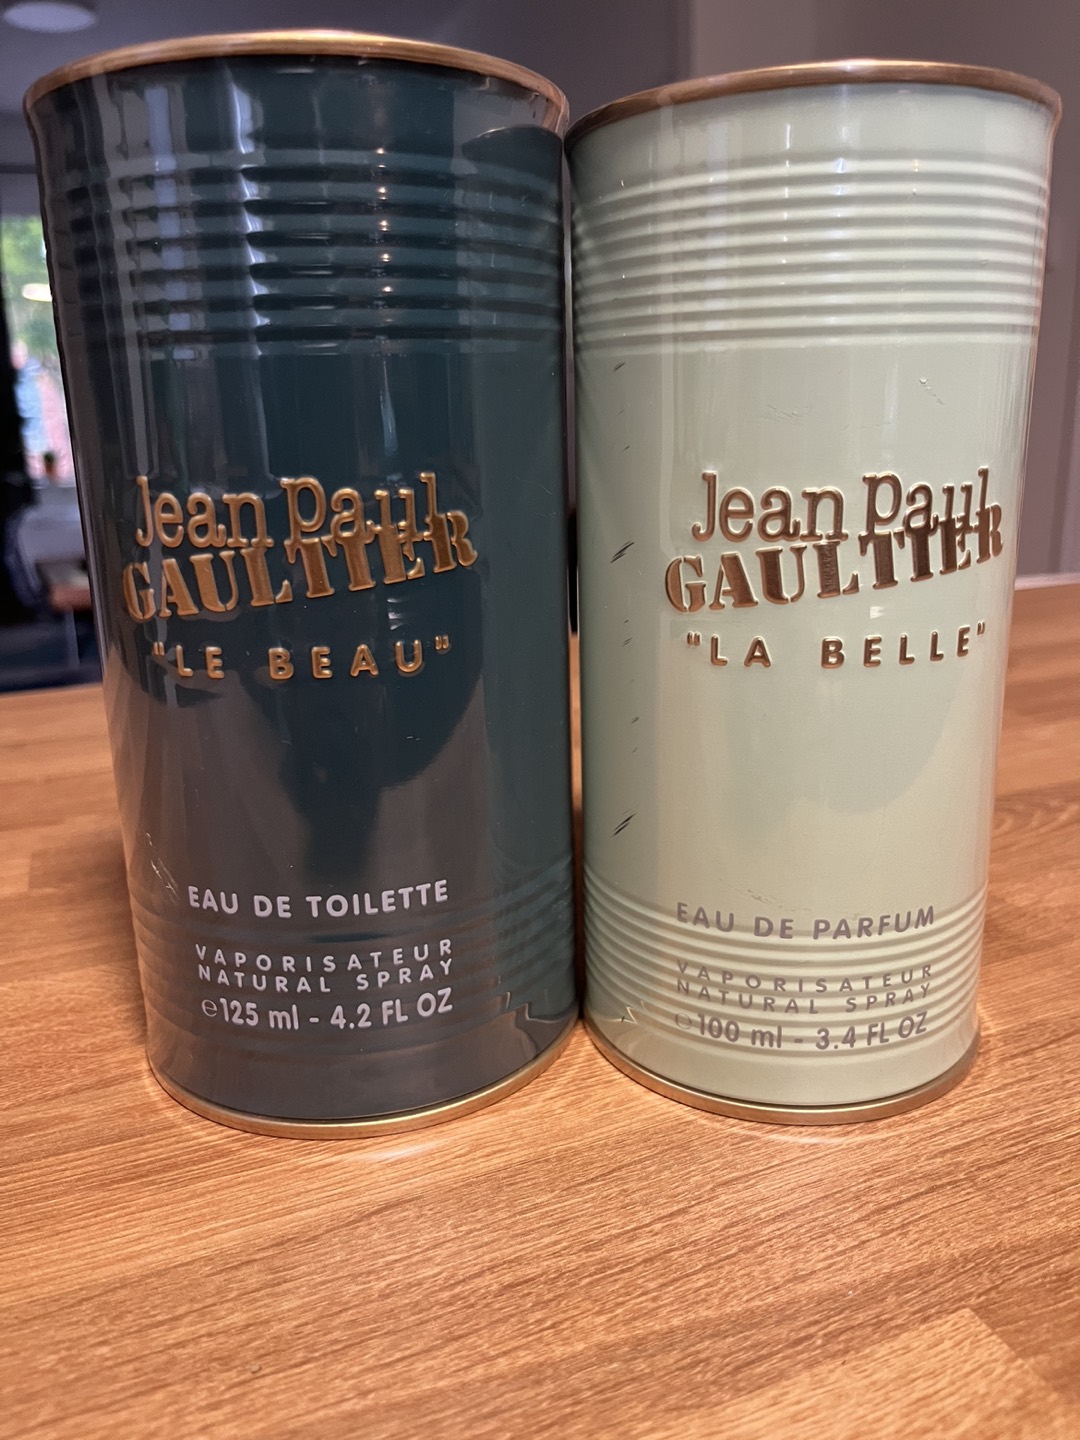 Jean Paul
GAULTIER
"LE BEAU"
EAU DE TOILETTE
VAPORISATEUR
NATURAL SPRAY
℮125 ml - 4.2 FL OZ
Jean Paul
GAULTIER
"LA BELLE"
EAU DE PARFUM
VAPORISATEUR
NATURAL SPRAY
℮100 ml - 3.4 FL OZ